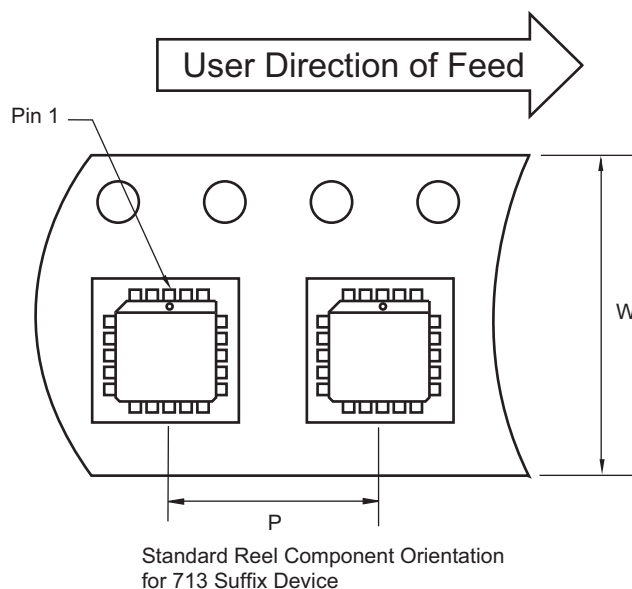 User Direction of Feed
Pin 1
W
P
Standard Reel Component Orientation
for 713 Suffix Device